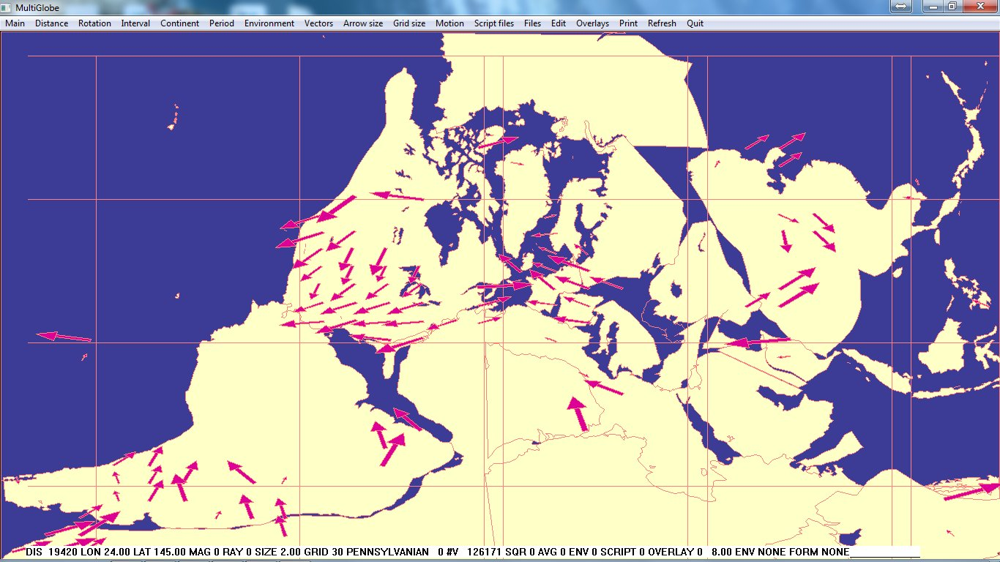 MultiGlobe
Main Distance Rotation Interval Continent Period Environment Vectors Arrow size Grid size Motion Script files Files Edit Overlays Print Refresh Quit
DIS 19420 LON 24.00 LAT 145.00 MAG 0 RAY 0 SIZE 2.00 GRID 30 PENNSYLVANIAN 0 #V 126171 SQR 0 AVG 0 ENV 0 SCRIPT 0 OVERLAY 0 8.00 ENV NONE FORM NONE